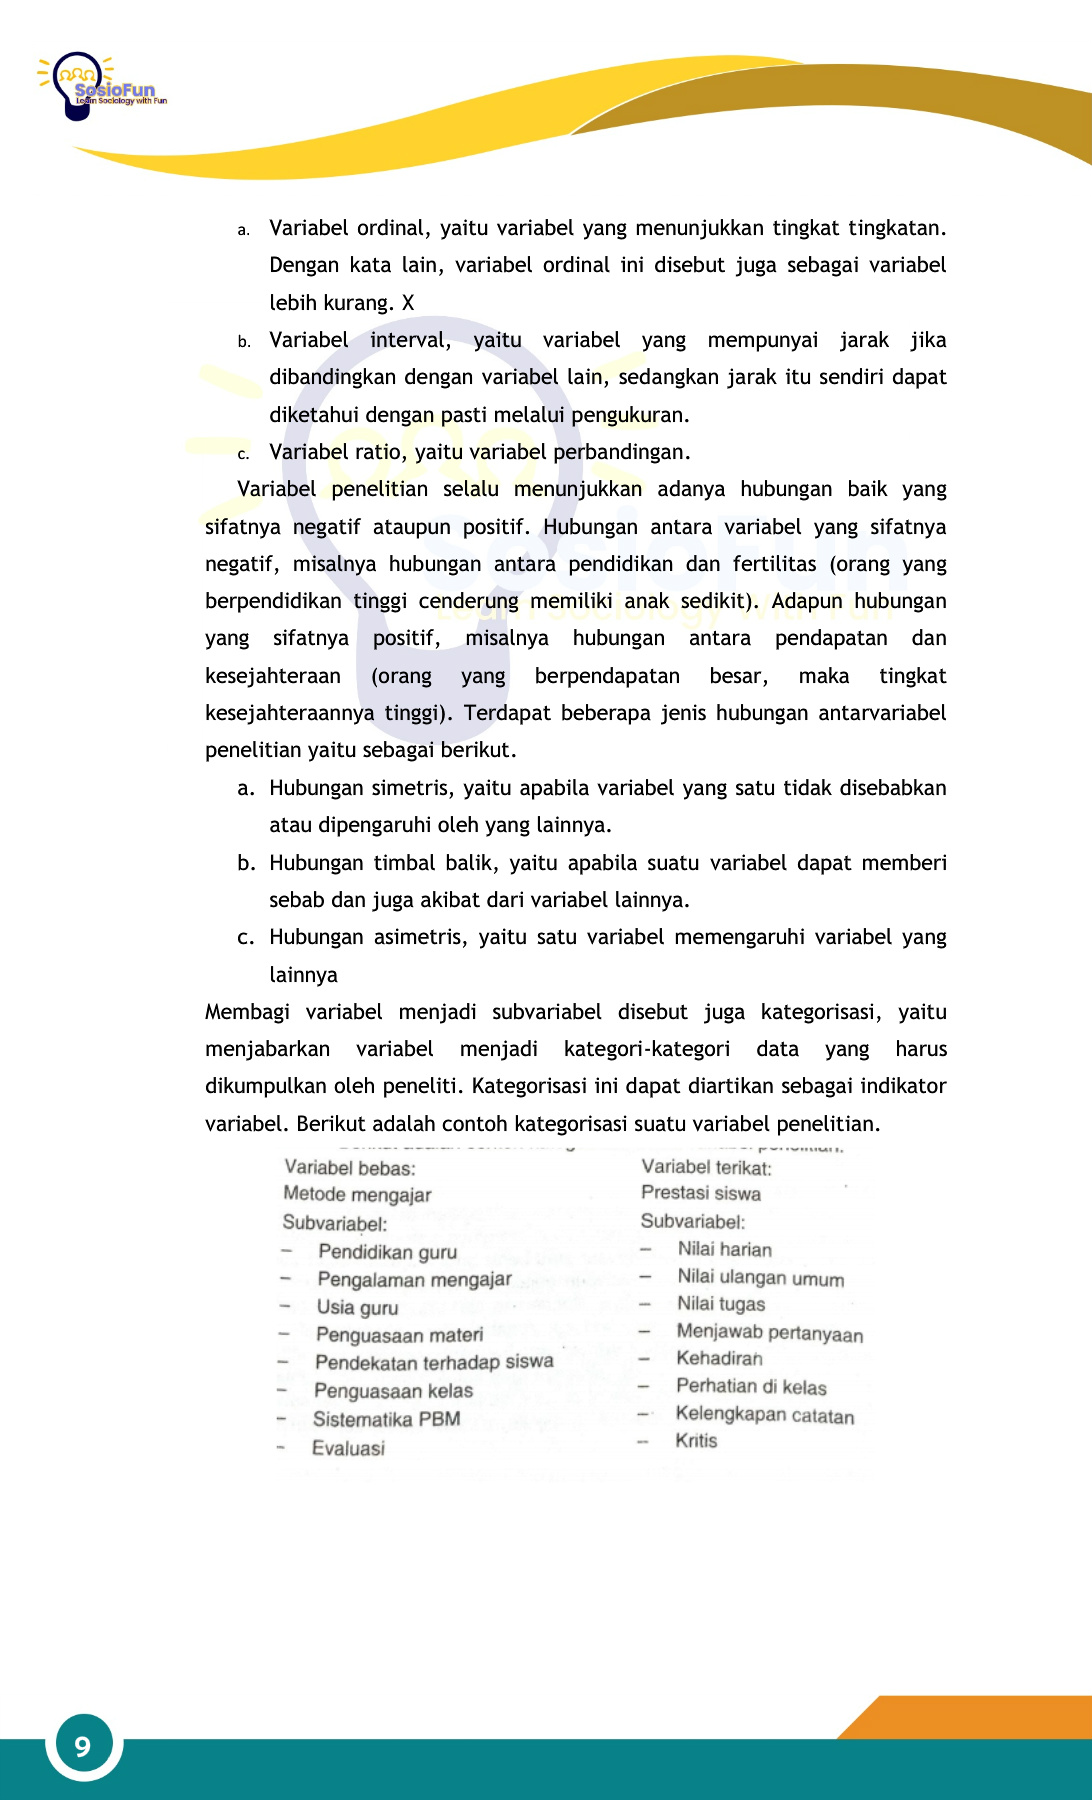 SosioFun
Learn Sociology with Fun
a. Variabel ordinal, yaitu variabel yang menunjukkan tingkat tingkatan.
Dengan kata lain, variabel ordinal ini disebut juga sebagai variabel
lebih kurang. X
b. Variabel interval, yaitu variabel yang mempunyai jarak jika
dibandingkan dengan variabel lain, sedangkan jarak itu sendiri dapat
diketahui dengan pasti melalui pengukuran.
c. Variabel ratio, yaitu variabel perbandingan.
Variabel penelitian selalu menunjukkan adanya hubungan baik yang
sifatnya negatif ataupun positif. Hubungan antara variabel yang sifatnya
negatif, misalnya hubungan antara pendidikan dan fertilitas (orang yang
berpendidikan tinggi cenderung memiliki anak sedikit). Adapun hubungan
yang sifatnya positif, misalnya hubungan antara pendapatan dan
kesejahteraan (orang yang berpendapatan besar, maka tingkat
kesejahteraannya tinggi). Terdapat beberapa jenis hubungan antarvariabel
penelitian yaitu sebagai berikut.
a. Hubungan simetris, yaitu apabila variabel yang satu tidak disebabkan
atau dipengaruhi oleh yang lainnya.
b. Hubungan timbal balik, yaitu apabila suatu variabel dapat memberi
sebab dan juga akibat dari variabel lainnya.
c. Hubungan asimetris, yaitu satu variabel memengaruhi variabel yang
lainnya
Membagi variabel menjadi subvariabel disebut juga kategorisasi, yaitu
menjabarkan variabel menjadi kategori-kategori data yang harus
dikumpulkan oleh peneliti. Kategorisasi ini dapat diartikan sebagai indikator
variabel. Berikut adalah contoh kategorisasi suatu variabel penelitian.
Variabel bebas:
Metode mengajar
Subvariabel:
– Pendidikan guru
– Pengalaman mengajar
– Usia guru
– Penguasaan materi
– Pendekatan terhadap siswa
– Penguasaan kelas
– Sistematika PBM
– Evaluasi
Variabel terikat:
Prestasi siswa
Subvariabel:
– Nilai harian
– Nilai ulangan umum
– Nilai tugas
– Menjawab pertanyaan
– Kehadiran
– Perhatian di kelas
– Kelengkapan catatan
– Kritis
9